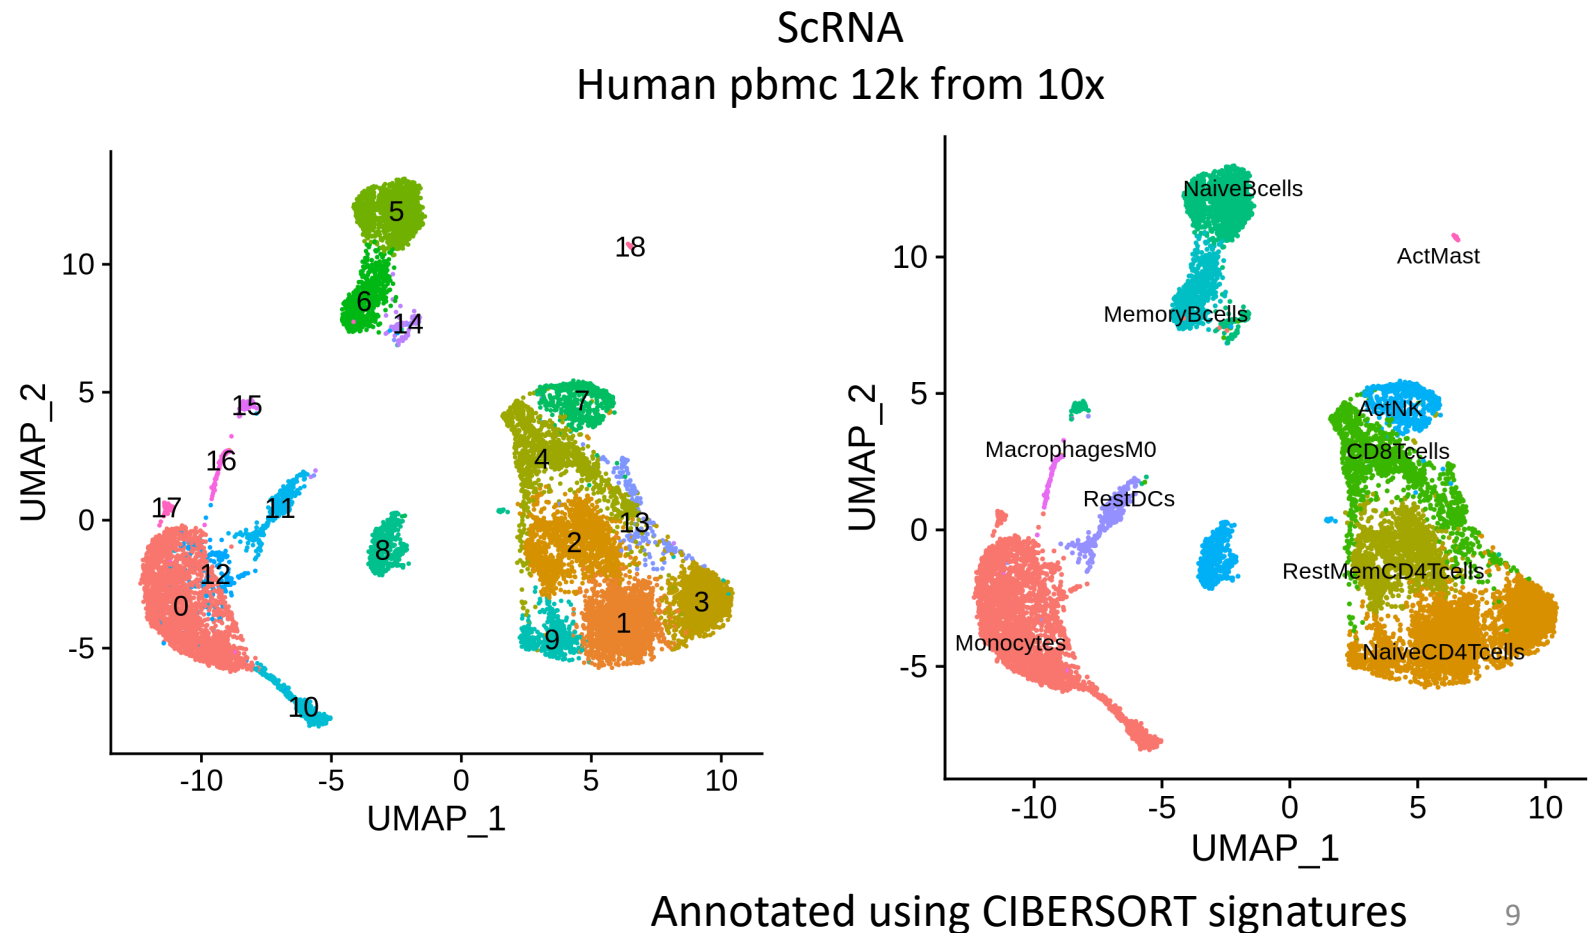 ScRNA
Human pbmc 12k from 10x
UMAP_2
10
5
0
-5
5
18
6
14
15
7
16
4
17
11
13
8
2
12
0
3
1
9
10
-10
-5
0
5
10
UMAP_1
UMAP_2
10
5
0
-5
NaiveBcells
ActMast
MemoryBcells
ActNK
MacrophagesM0
CD8Tcells
RestDCs
RestMemCD4Tcells
Monocytes
NaiveCD4Tcells
-10
-5
0
5
10
UMAP_1
Annotated using CIBERSORT signatures
9